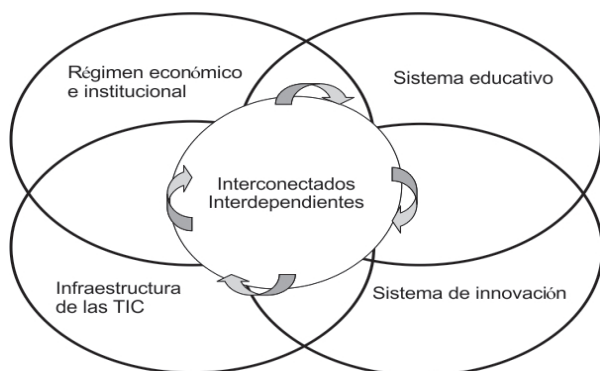 Régimen económico
e institucional
Sistema educativo
Interconectados
Interdependientes
Infraestructura
de las TIC
Sistema de innovación